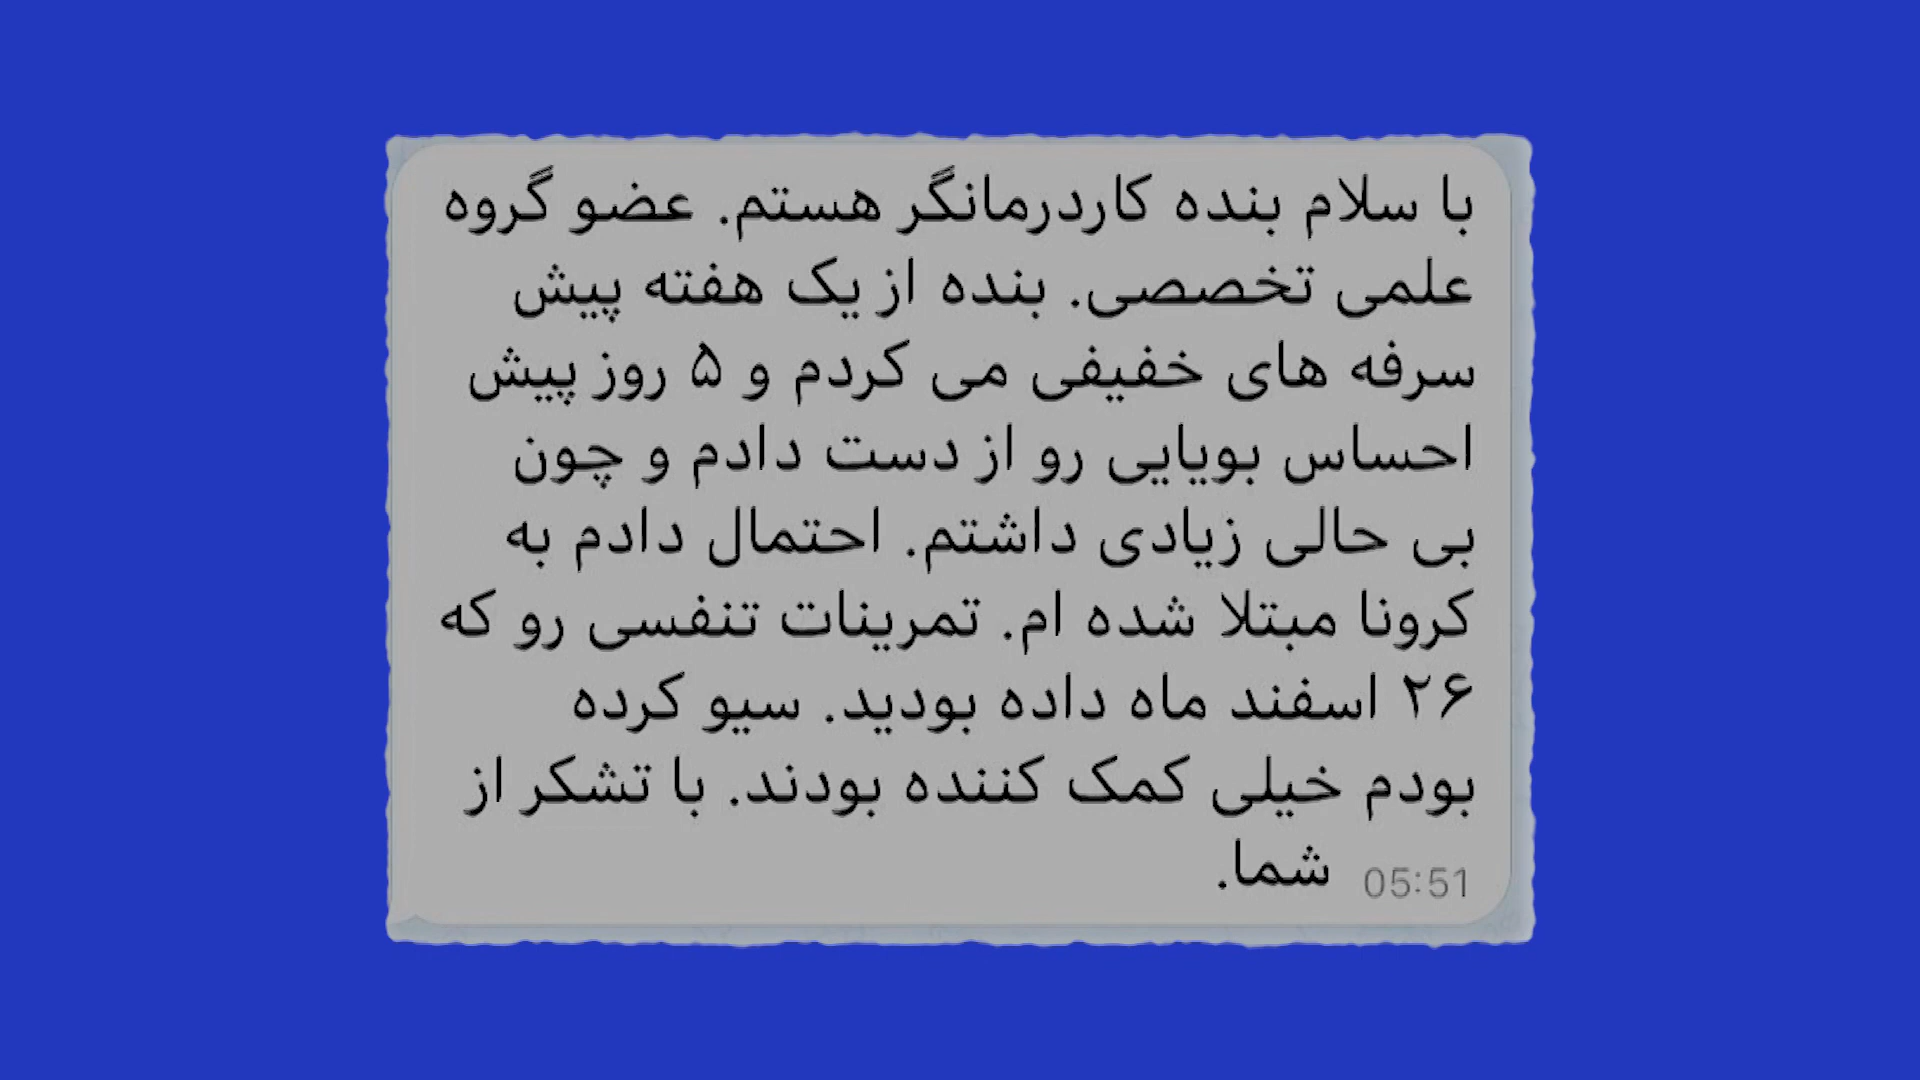 با سلام بنده کاردرمانگر هستم. عضو گروه
علمی تخصصی. بنده از یک هفته پیش
سرفه های خفیفی می کردم و ۵ روز پیش
احساس بویایی رو از دست دادم و چون
بی حالی زیادی داشتم. احتمال دادم به
کرونا مبتلا شده ام. تمرینات تنفسی رو که
۲۶ اسفند ماه داده بودید. سیو کرده
بودم خیلی کمک کننده بودند. با تشکر از
شما.
05:51